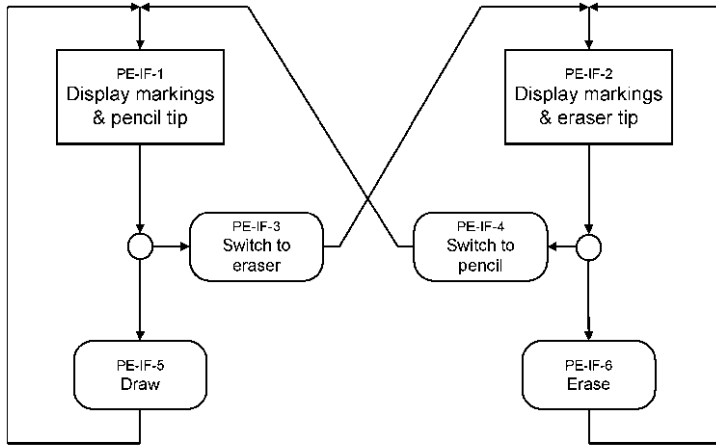 PE-IF-1
Display markings
& pencil tip
PE-IF-2
Display markings
& eraser tip
PE-IF-3
Switch to
eraser
PE-IF-4
Switch to
pencil
PE-IF-5
Draw
PE-IF-6
Erase